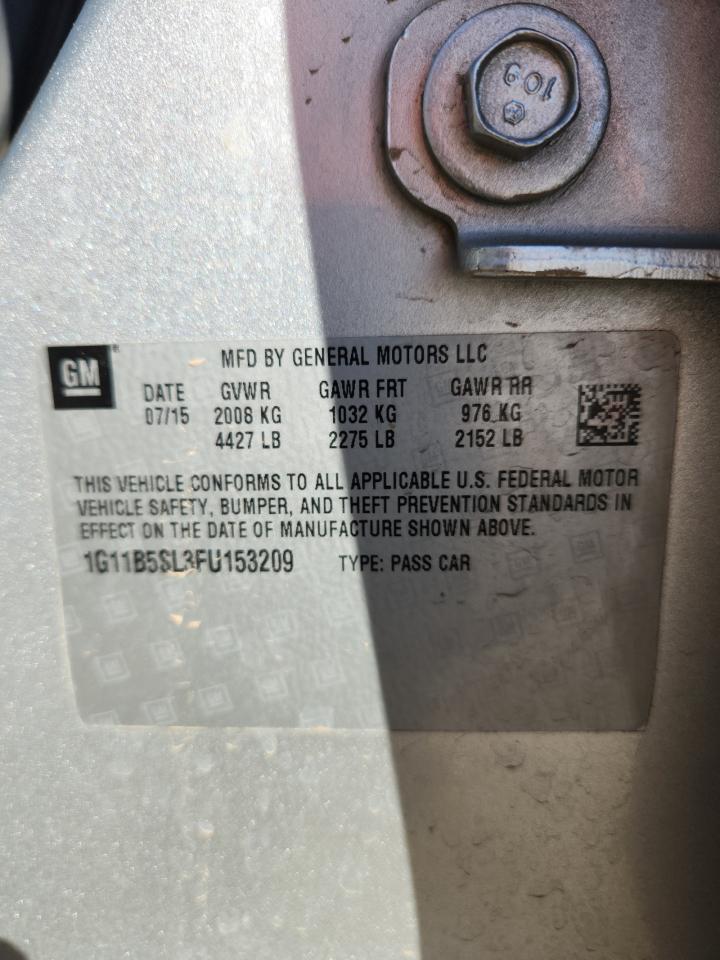 10.9
GM
MFD BY GENERAL MOTORS LLC
DATE GVWR GAWR FRT GAWR RR
07/15 2008 KG 1032 KG 976 KG
4427 LB 2275 LB 2152 LB
THIS VEHICLE CONFORMS TO ALL APPLICABLE U.S. FEDERAL MOTOR
VEHICLE SAFETY, BUMPER, AND THEFT PREVENTION STANDARDS IN
EFFECT ON THE DATE OF MANUFACTURE SHOWN ABOVE.
1G11B5SL3FU153209 TYPE: PASS CAR